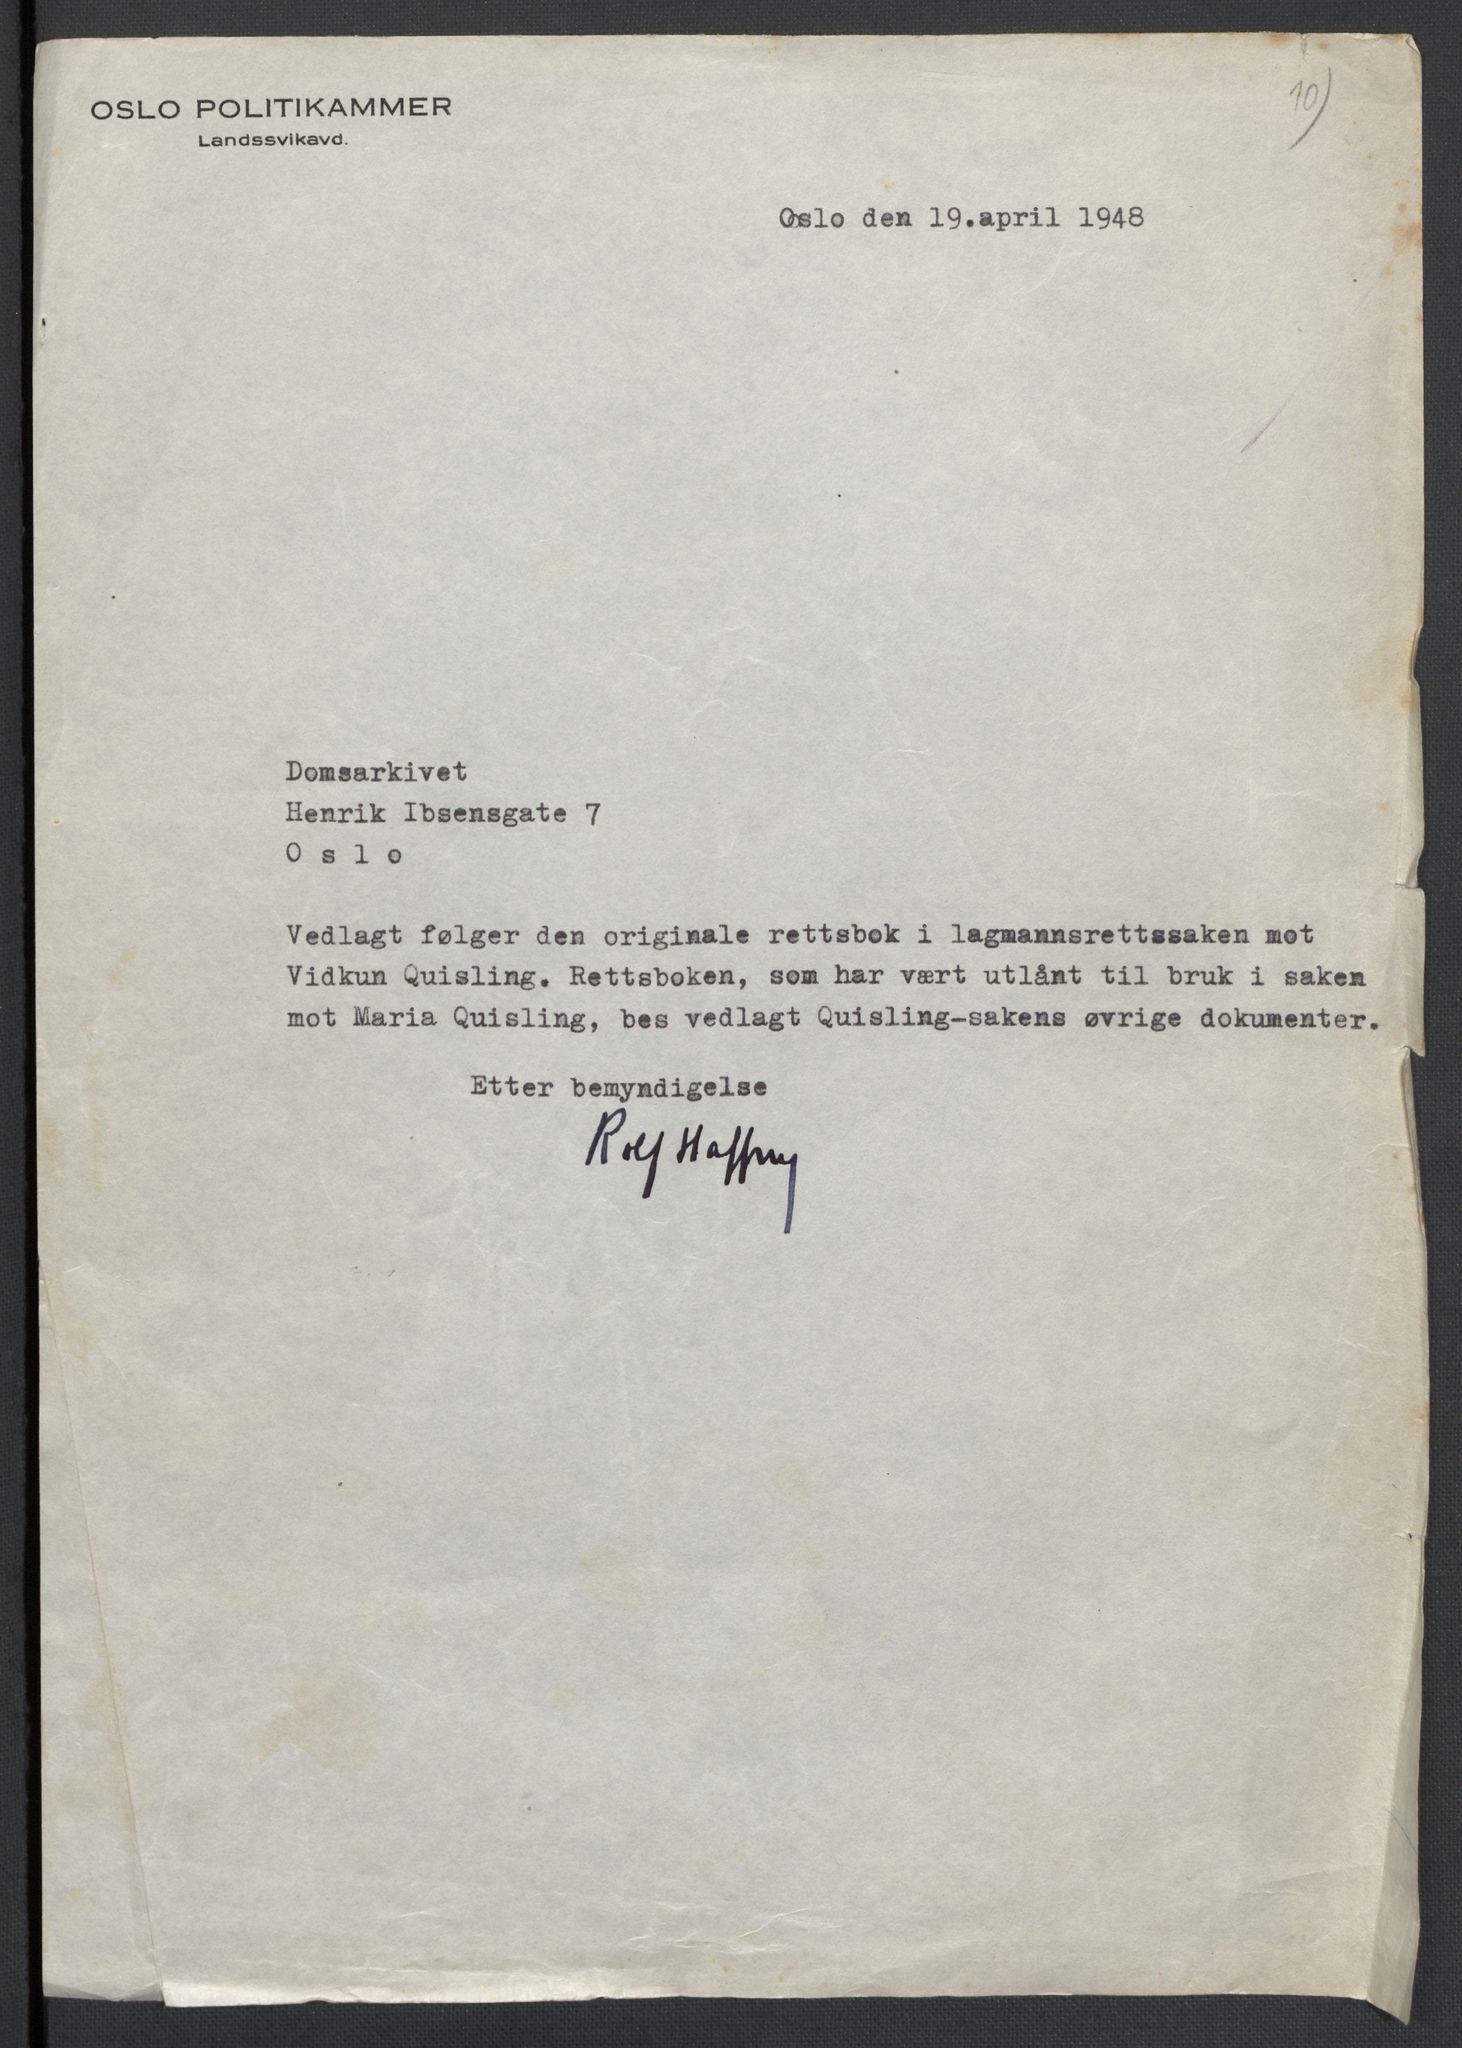 OSLO POLITIKAMMER
Landssvikavd.
10)
Oslo den 19.april 1948
Domsarkivet
Henrik Ibsensgate 7
O s l o
Vedlagt følger den originale rettsbok i lagmannsrettssaken mot
Vidkun Quisling. Rettsboken, som har vært utlånt til bruk i saken
mot Maria Quisling, bes vedlagt Quisling-sakens øvrige dokumenter.
Etter bemyndigelse
Rolf